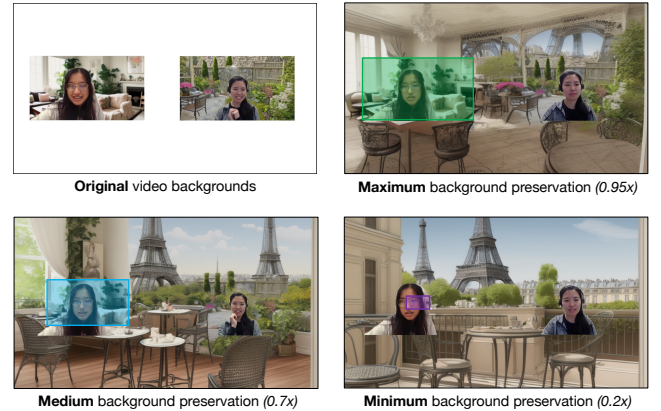 Original video backgrounds
Maximum background preservation (0.95x)
Medium background preservation (0.7x)
Minimum background preservation (0.2x)